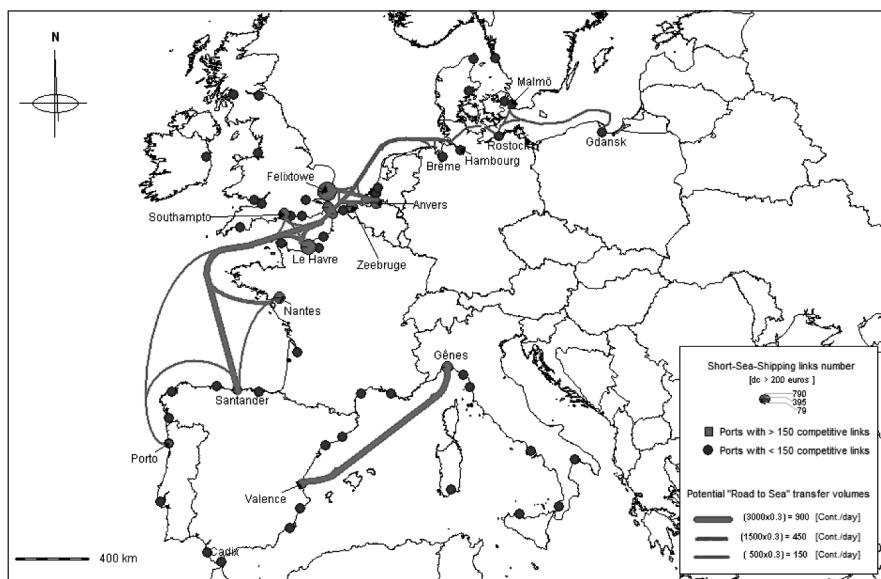 N
Malmö
Rostock
Gdansk
Hambourg
Brême
Felixtowe
Anvers
Southampto
Zeebruge
Le Havre
Nantes
Gênes
Santander
Porto
Valence
Cadix
400 km
Short-Sea-Shipping links number
[dc > 200 euros ]
790
395
79
Ports with > 150 competitive links
Ports with < 150 competitive links
Potential "Road to Sea" transfer volumes
(3000x0.3) = 900 [Cont./day]
(1500x0.3) = 450 [Cont./day]
( 500x0.3) = 150 [Cont./day]